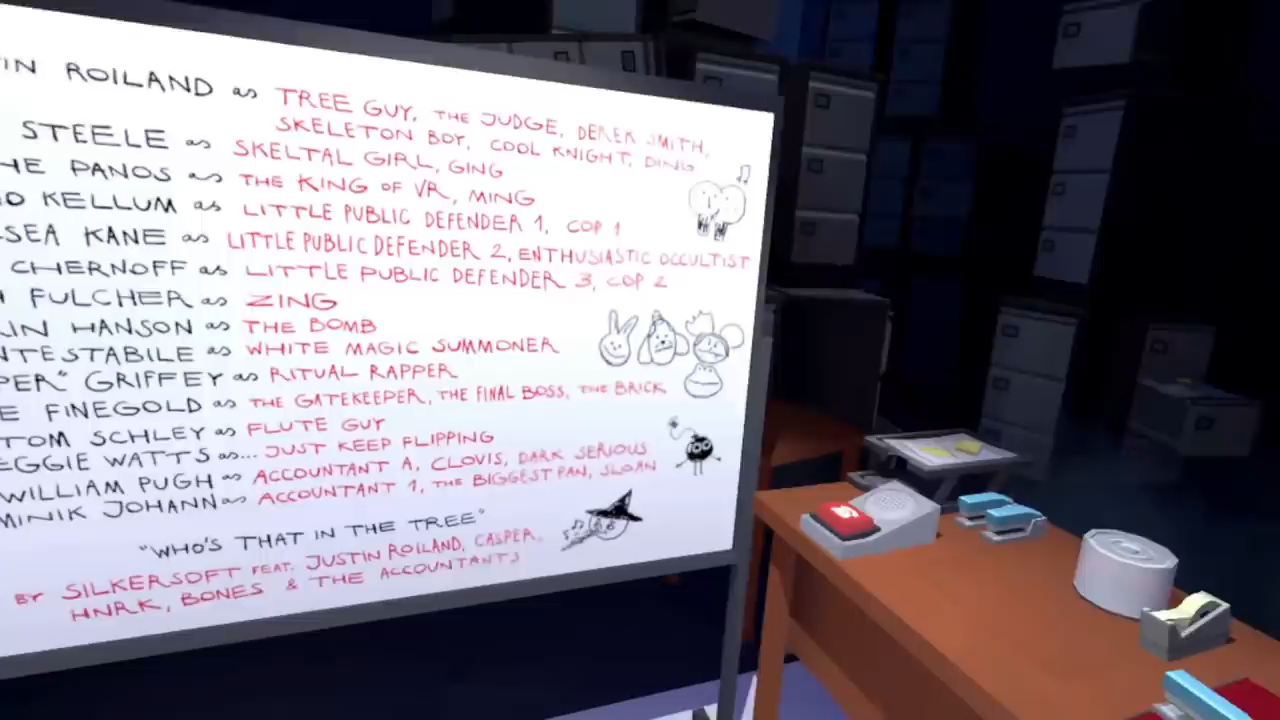 IN ROILAND as TREE GUY, THE JUDGE, DEREK SMITH,
SKELETON BOY, COOL KNIGHT, DING
STEELE as SKELTAL GIRL, GING
HE PANOS as THE KING OF VR, MING
D KELLUM as LITTLE PUBLIC DEFENDER 1, COP 1
SEA KANE as LITTLE PUBLIC DEFENDER 2, ENTHUSIASTIC OCCULTIST
CHERNOFF as LITTLE PUBLIC DEFENDER 3, COP 2
FULCHER as ZING
IN HANSON as THE BOMB
NTESTABILE as WHITE MAGIC SUMMONER
PER" GRIFFEY as RITUAL RAPPER
E FINEGOLD as THE GATEKEEPER, THE FINAL BOSS, THE BRICK
TOM SCHLEY as FLUTE GUY
EGGIE WATTS as... JUST KEEP FLIPPING
WILLIAM PUGH as ACCOUNTANT A, CLOVIS, DARK SERIOUS
MINIK JOHANN as ACCOUNTANT 1, THE BIGGEST FAN, SLOAN
"WHO'S THAT IN THE TREE"
BY SILKERSOFT FEAT. JUSTIN ROILAND, CASPER,
HNRK, BONES & THE ACCOUNTANTS